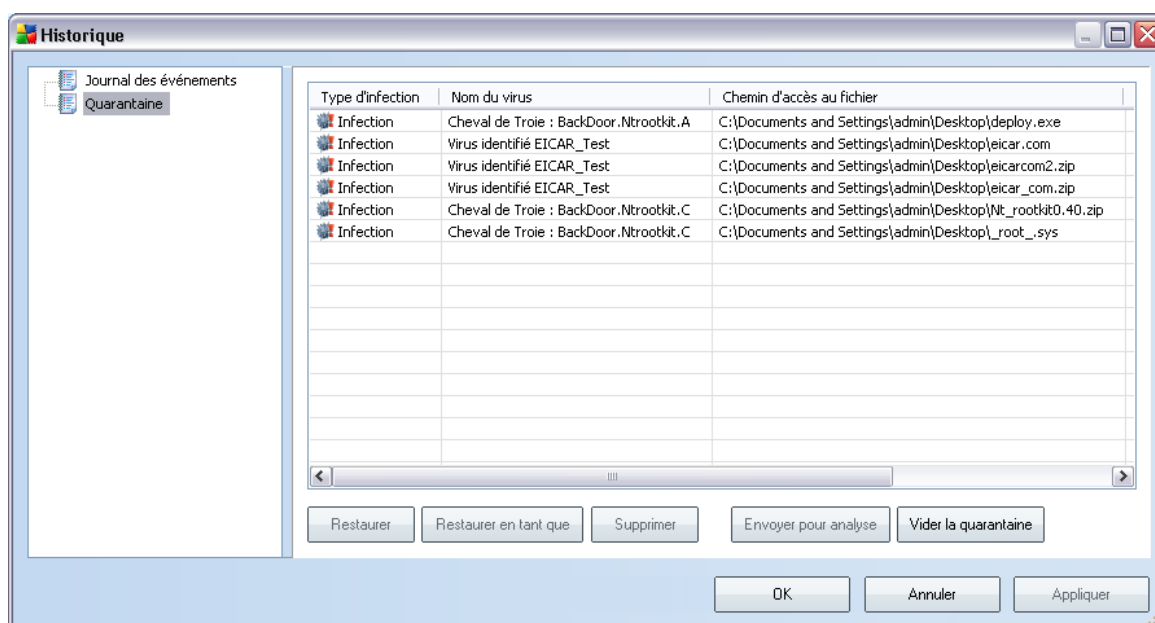 Historique
Journal des événements
Quarantaine
Type d'infection Nom du virus Chemin d'accès au fichier
Infection Cheval de Troie : BackDoor.Ntrootkit.A C:\Documents and Settings\admin\Desktop\deploy.exe
Infection Virus identifié EICAR_Test C:\Documents and Settings\admin\Desktop\eicar.com
Infection Virus identifié EICAR_Test C:\Documents and Settings\admin\Desktop\eicarcom2.zip
Infection Virus identifié EICAR_Test C:\Documents and Settings\admin\Desktop\eicar_com.zip
Infection Cheval de Troie : BackDoor.Ntrootkit.C C:\Documents and Settings\admin\Desktop\Nt_rootkit0.40.zip
Infection Cheval de Troie : BackDoor.Ntrootkit.C C:\Documents and Settings\admin\Desktop\_root_.sys
Restaurer Restaurer en tant que Supprimer Envoyer pour analyse Vider la quarantaine
OK Annuler Appliquer